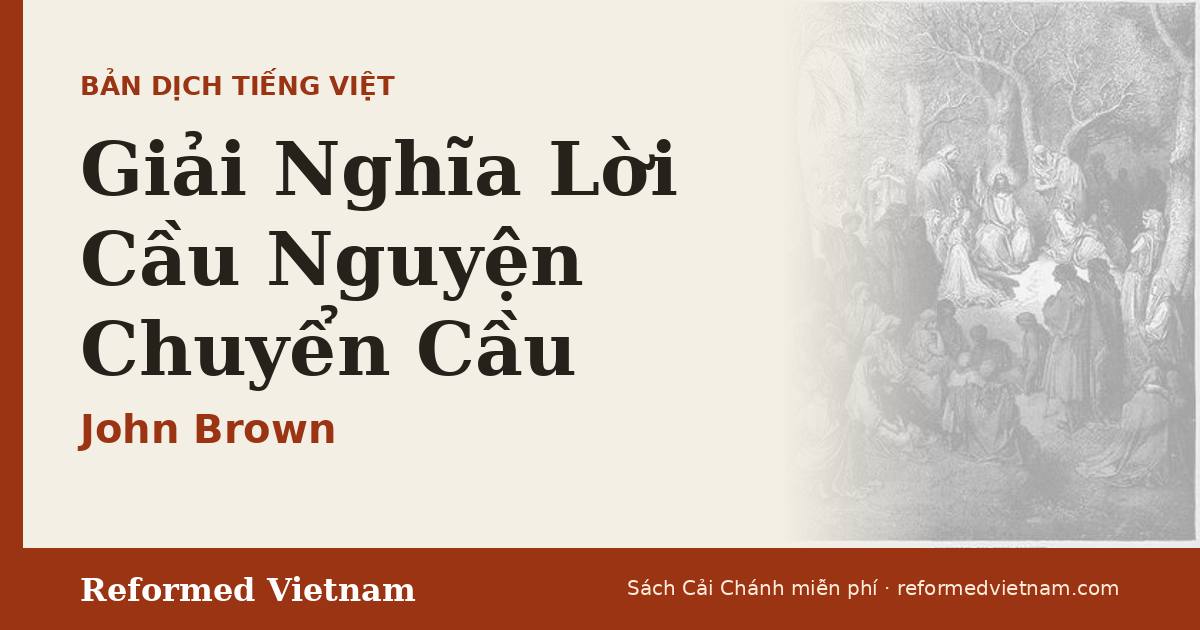 BẢN DỊCH TIẾNG VIỆT
Giải Nghĩa Lời
Cầu Nguyện
Chuyển Cầu
John Brown
Reformed Vietnam
Sách Cải Chánh miễn phí · reformedvietnam.com